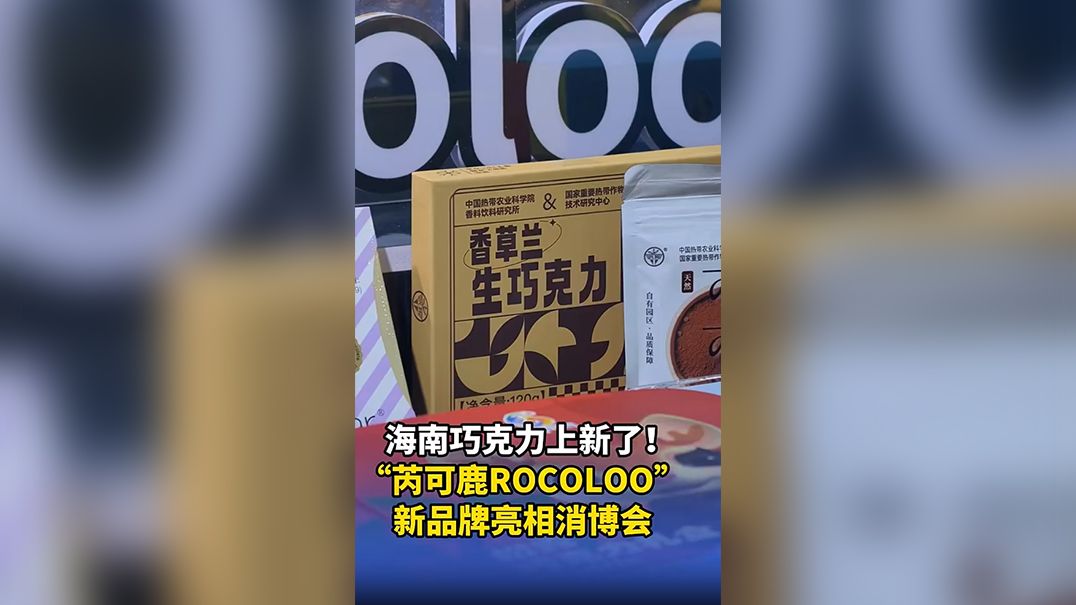 oloo
中国热带农业科学院
香料饮料研究所
&
国家重要热带作物
技术研究中心
香草兰
生巧克力
【净含量:120g】
中国热带农业科
国家重要热带作
天然
自有园区、品质保障
海南巧克力上新了！
“芮可鹿ROCOLOO”
新品牌亮相消博会